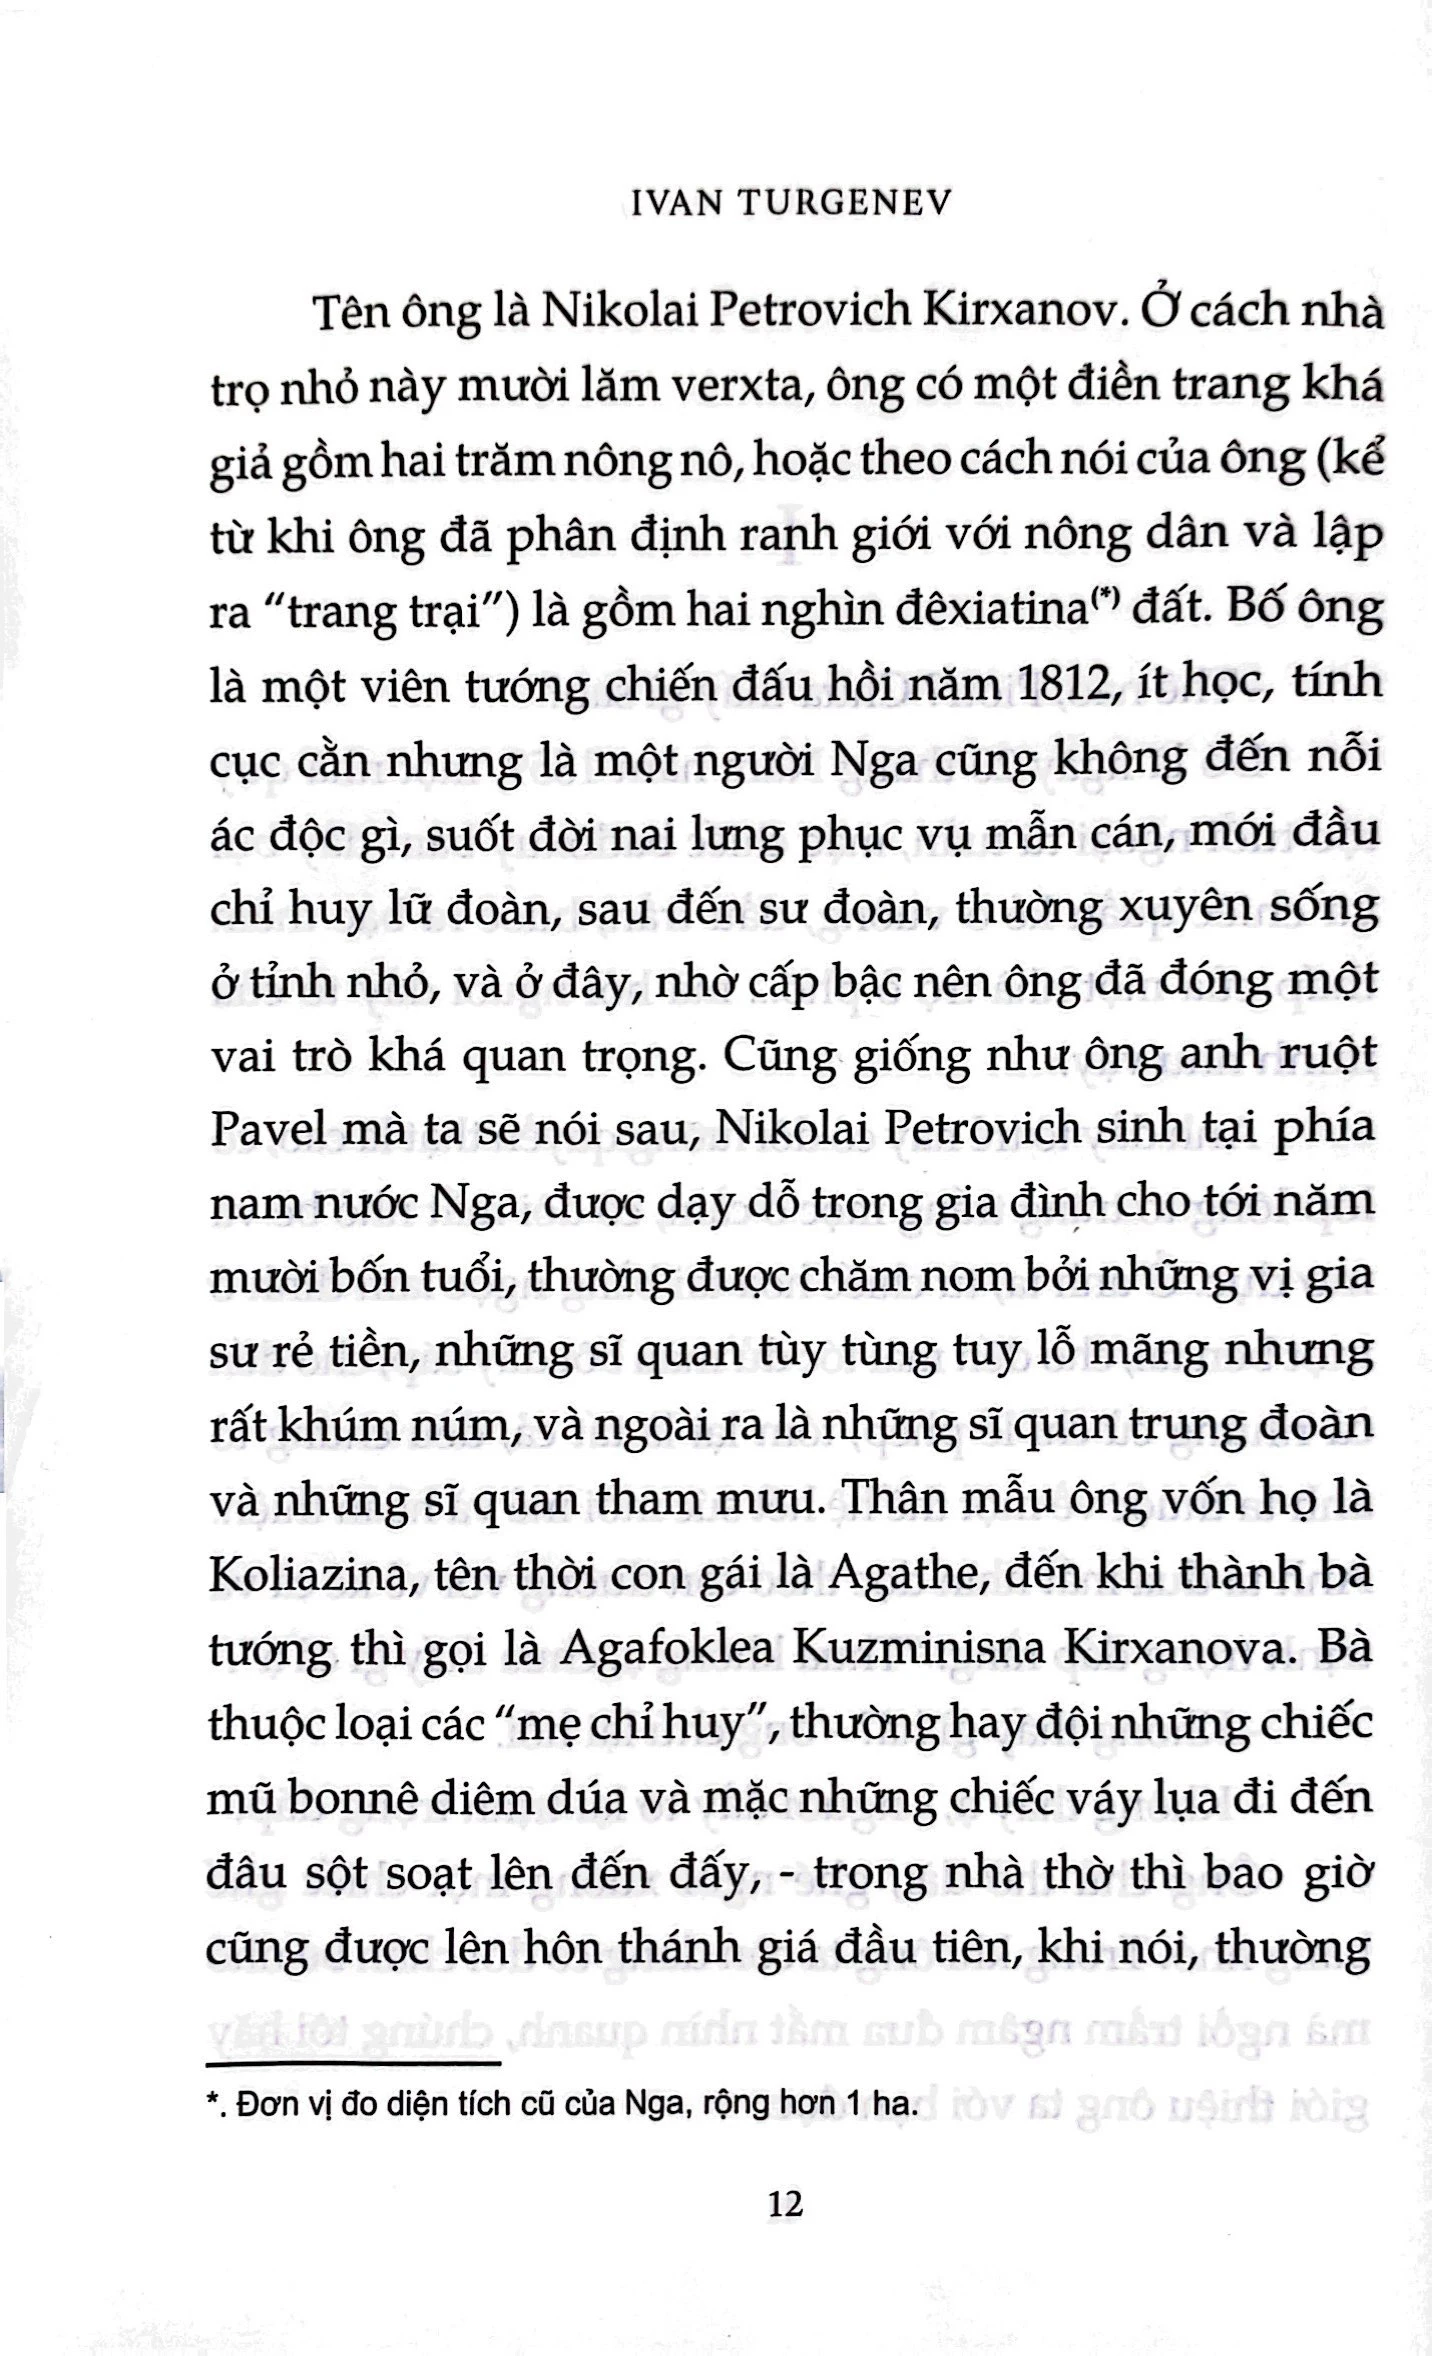 IVAN TURGENEV
Tên ông là Nikolai Petrovich Kirxanov. Ở cách nhà
trọ nhỏ này mười lăm verxta, ông có một điền trang khá
giả gồm hai trăm nông nô, hoặc theo cách nói của ông (kể
từ khi ông đã phân định ranh giới với nông dân và lập
ra “trang trại”) là gồm hai nghìn đêxiatina(*) đất. Bố ông
là một viên tướng chiến đấu hồi năm 1812, ít học, tính
cục cằn nhưng là một người Nga cũng không đến nỗi
ác độc gì, suốt đời nai lưng phục vụ mẫn cán, mới đầu
chỉ huy lữ đoàn, sau đến sư đoàn, thường xuyên sống
ở tỉnh nhỏ, và ở đây, nhờ cấp bậc nên ông đã đóng một
vai trò khá quan trọng. Cũng giống như ông anh ruột
Pavel mà ta sẽ nói sau, Nikolai Petrovich sinh tại phía
nam nước Nga, được dạy dỗ trong gia đình cho tới năm
mười bốn tuổi, thường được chăm nom bởi những vị gia
sư rẻ tiền, những sĩ quan tùy tùng tuy lỗ mãng nhưng
rất khúm núm, và ngoài ra là những sĩ quan trung đoàn
và những sĩ quan tham mưu. Thân mẫu ông vốn họ là
Koliazina, tên thời con gái là Agathe, đến khi thành bà
tướng thì gọi là Agafoklea Kuzminisna Kirxanova. Bà
thuộc loại các “mẹ chỉ huy”, thường hay đội những chiếc
mũ bonnê diêm dúa và mặc những chiếc váy lụa đi đến
đâu sột soạt lên đến đấy, - trong nhà thờ thì bao giờ
cũng được lên hôn thánh giá đầu tiên, khi nói, thường
*. Đơn vị đo diện tích cũ của Nga, rộng hơn 1 ha.
12